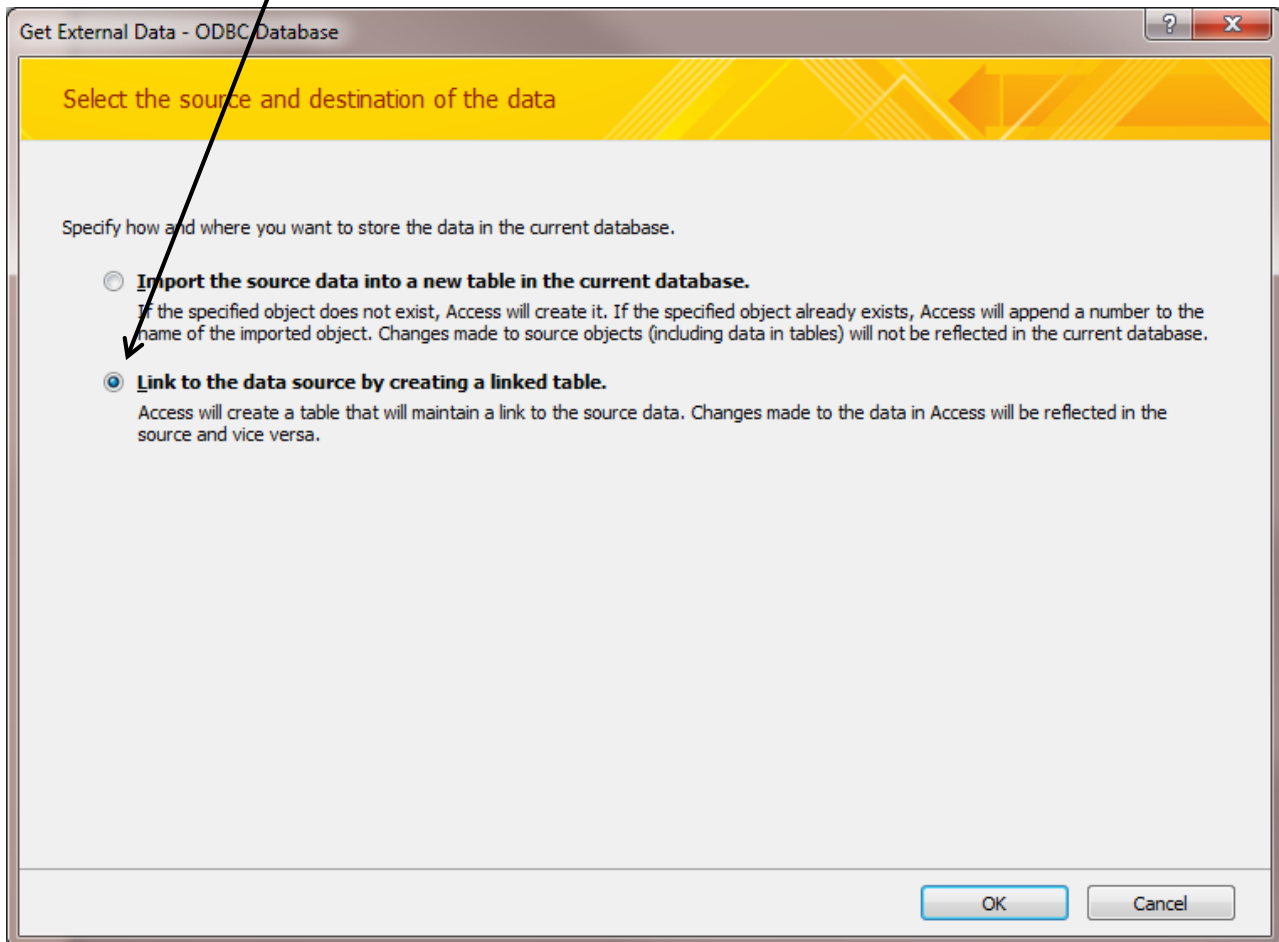 Get External Data - ODBC Database
?
X
Select the source and destination of the data
Specify how and where you want to store the data in the current database.
Import the source data into a new table in the current database.
If the specified object does not exist, Access will create it. If the specified object already exists, Access will append a number to the
name of the imported object. Changes made to source objects (including data in tables) will not be reflected in the current database.
Link to the data source by creating a linked table.
Access will create a table that will maintain a link to the source data. Changes made to the data in Access will be reflected in the
source and vice versa.
OK
Cancel